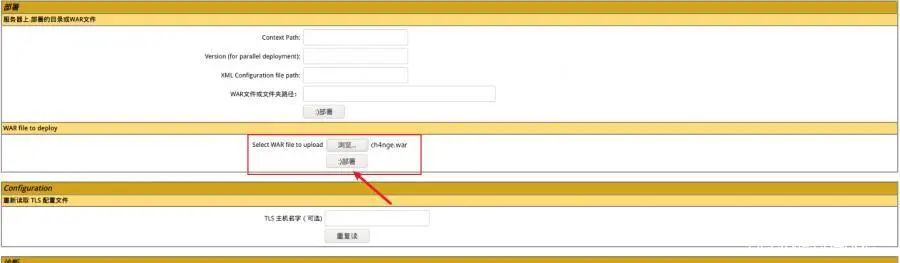 部署
服务器上.部署的目录或WAR文件
Context Path:
Version (for parallel deployment):
XML Configuration file path:
WAR文件或文件夹路径:
:)部署
WAR file to deploy
Select WAR file to upload 浏览... ch4nge.war
:)部署
Configuration
重新读取 TLS 配置文件
TLS 主机名字 (可选)
重复读